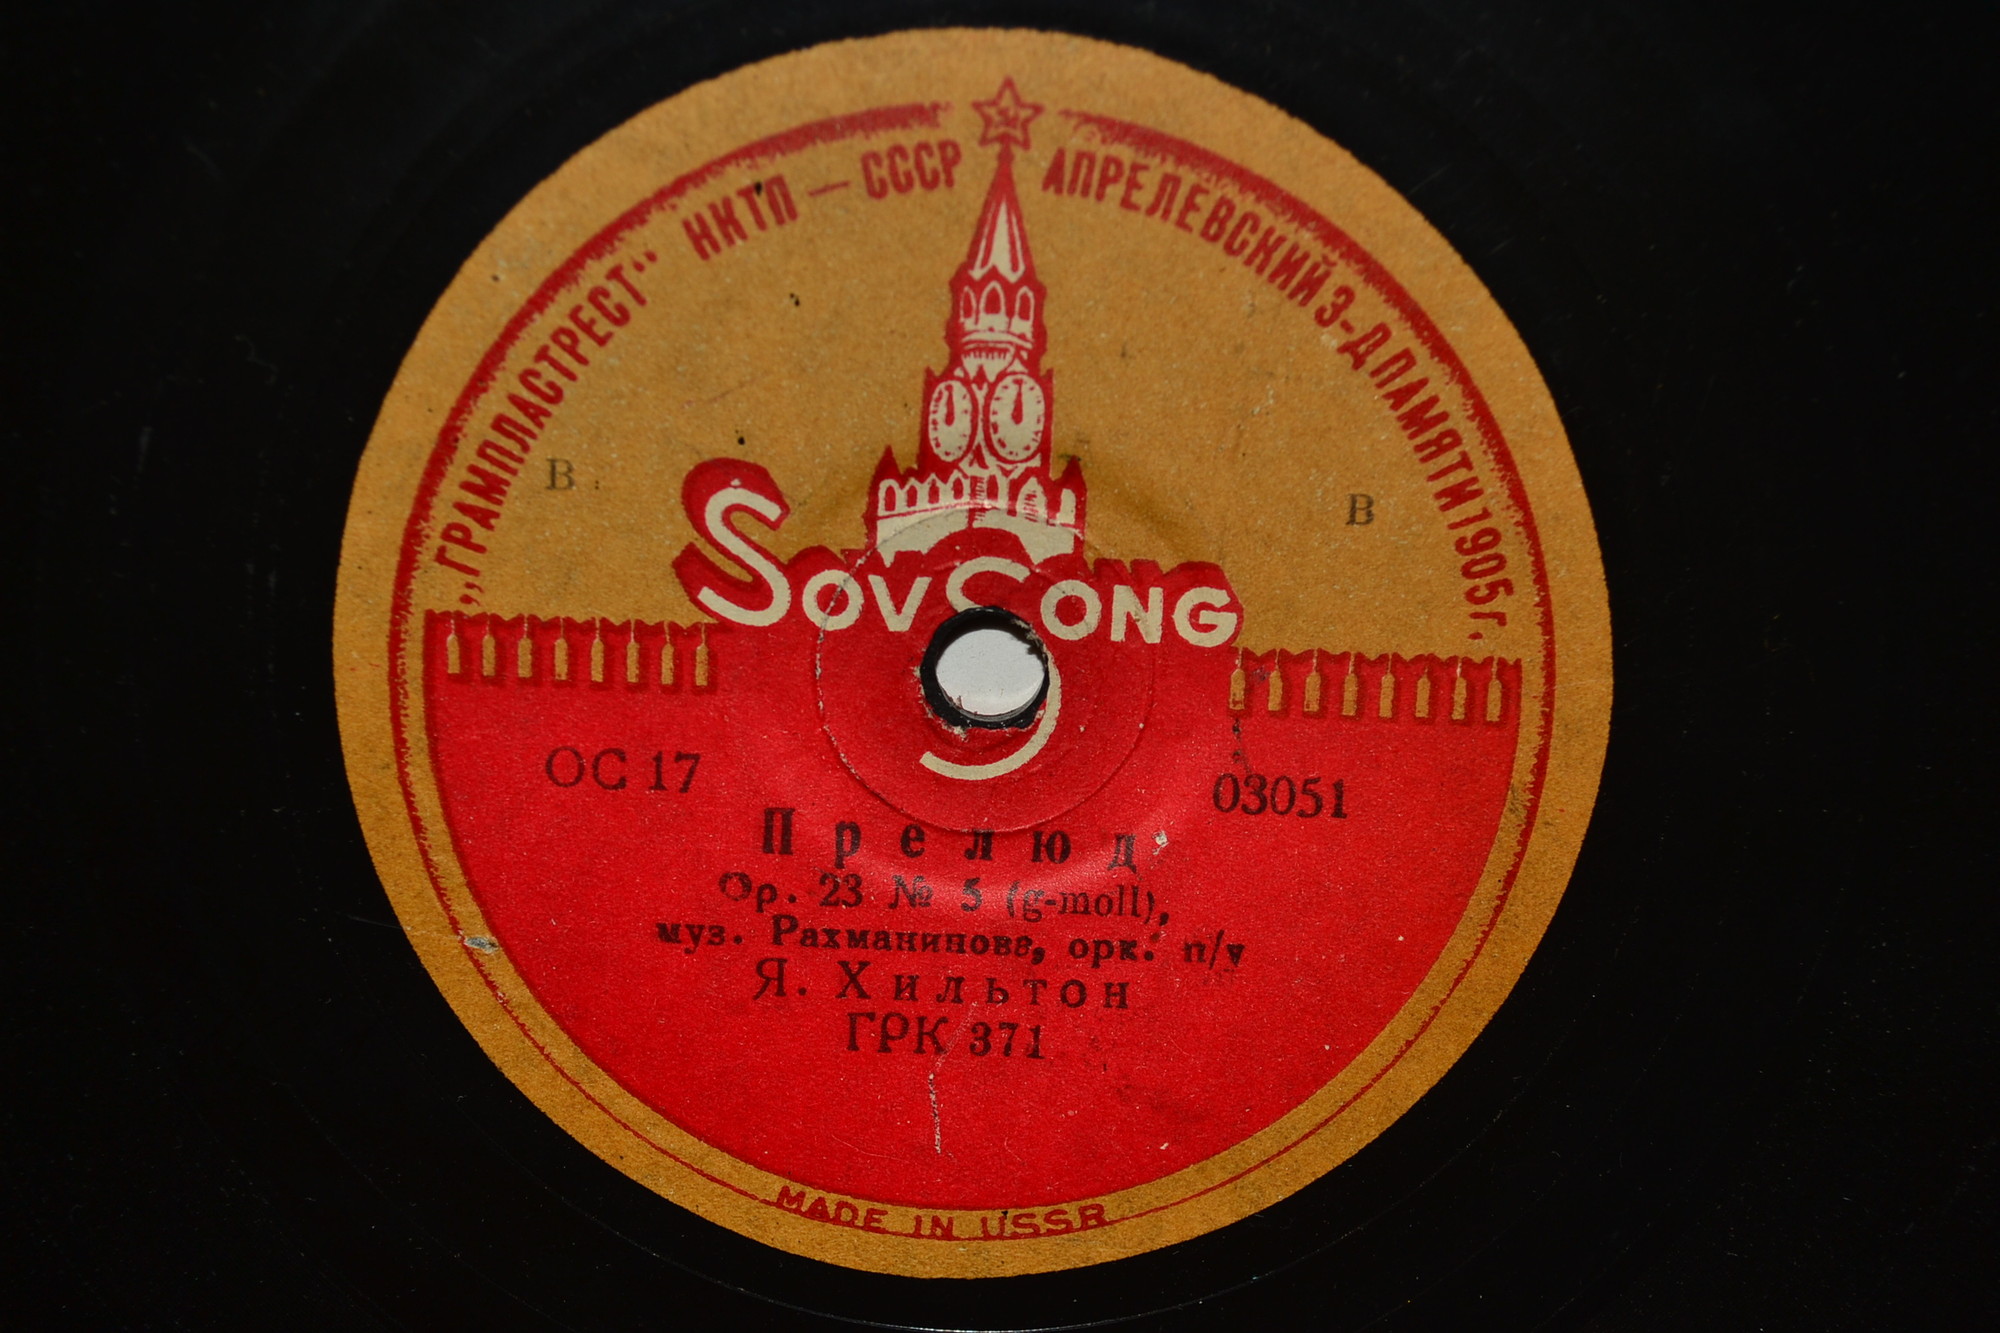 „ГРАМПЛАСТРЕСТ“ НКТП — СССР АПРЕЛЕВСКИЙ З-Д ПАМЯТИ 1905 г.
В В
SOVSONG
ОС 17 03051
Прелюд
Op. 23 № 5 (g-moll),
муз. Рахманинова, орк. п/у
Я. Хильтон
ГРК 371
MADE IN USSR